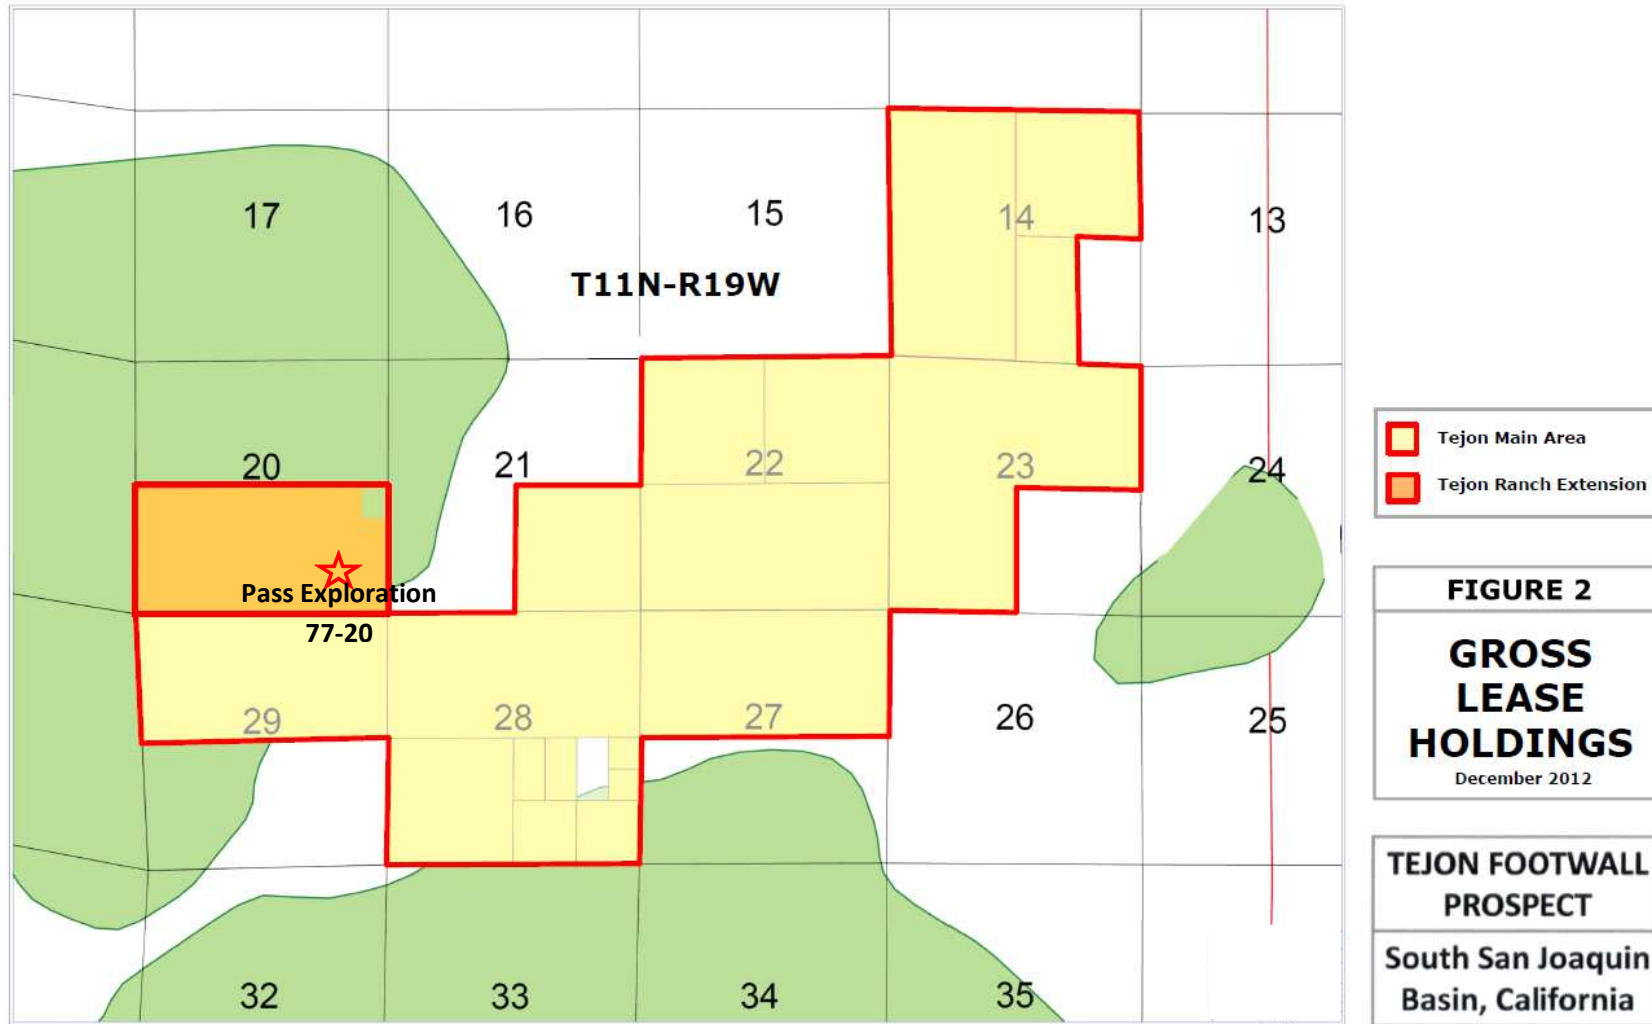 17
16
15
14
13
T11N-R19W
20
21
22
23
24
Pass Exploration
77-20
29
28
27
26
25
32
33
34
35
Tejon Main Area
Tejon Ranch Extension
FIGURE 2
GROSS
LEASE
HOLDINGS
December 2012
TEJON FOOTWALL
PROSPECT
South San Joaquin
Basin, California